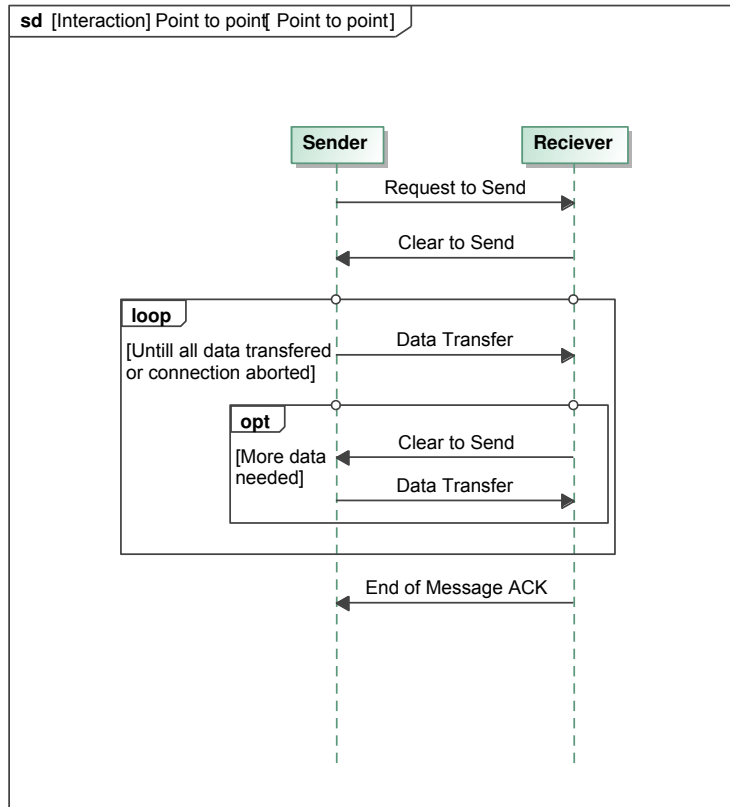 sd [Interaction] Point to point[ Point to point]
Sender
Reciever
Request to Send
Clear to Send
loop
[Untill all data transfered
or connection aborted]
Data Transfer
opt
[More data
needed]
Clear to Send
Data Transfer
End of Message ACK